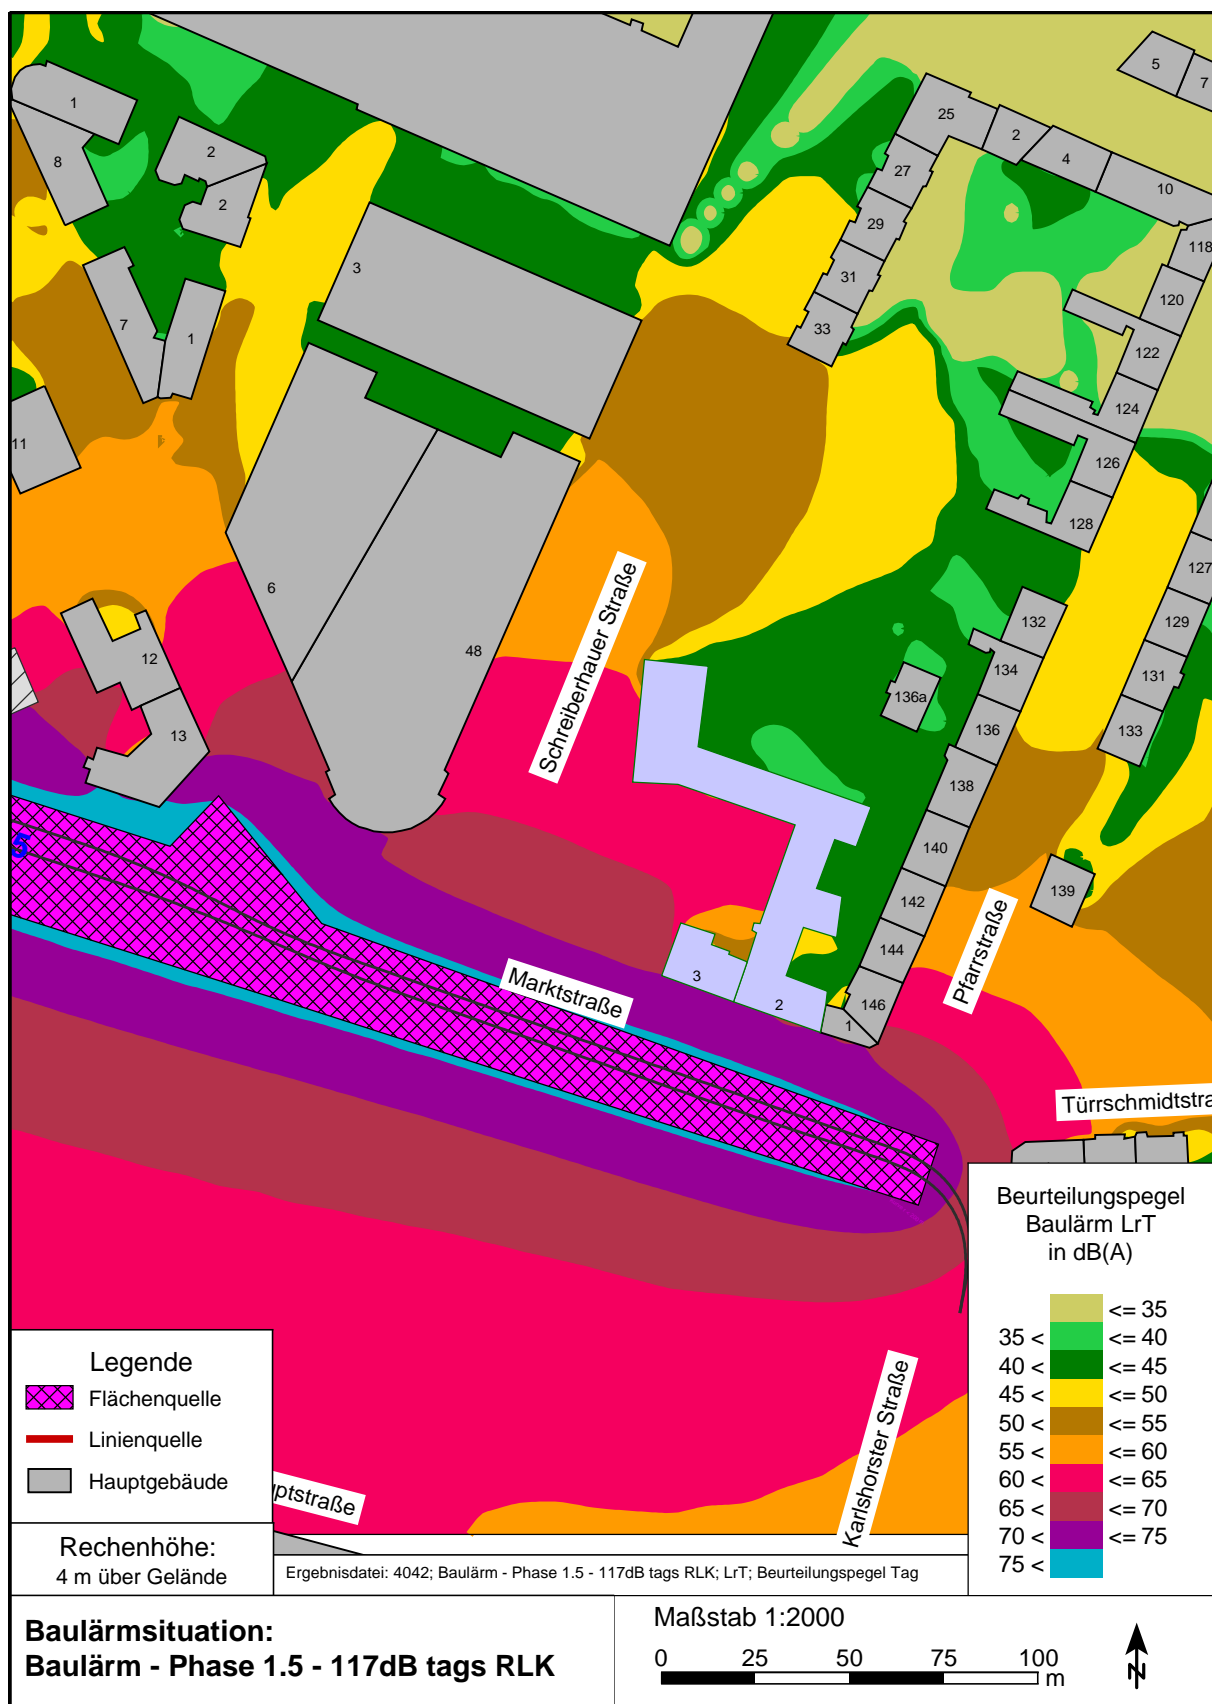 5
7
1
25
2
4
8
2
27
10
2
29
118
3
31
120
7
1
33
122
124
11
126
128
127
6
Schreiberhauer Straße
132
129
12
48
134
131
136a
13
136
133
138
5
140
139
142
144
Pfarrstraße
3
Marktstraße
2
146
1
Türrschmidtstra
Beurteilungspegel
Baulärm LrT
in dB(A)
<= 35
35 < <= 40
40 < <= 45
45 < <= 50
50 < <= 55
55 < <= 60
60 < <= 65
65 < <= 70
70 < <= 75
75 <
Karlshorster Straße
Legende
Flächenquelle
Linienquelle
Hauptgebäude
uptstraße
Rechenhöhe:
4 m über Gelände
Ergebnisdatei: 4042; Baulärm - Phase 1.5 - 117dB tags RLK; LrT; Beurteilungspegel Tag
Baulärmsituation:
Baulärm - Phase 1.5 - 117dB tags RLK
Maßstab 1:2000
0 25 50 75 100
m
N